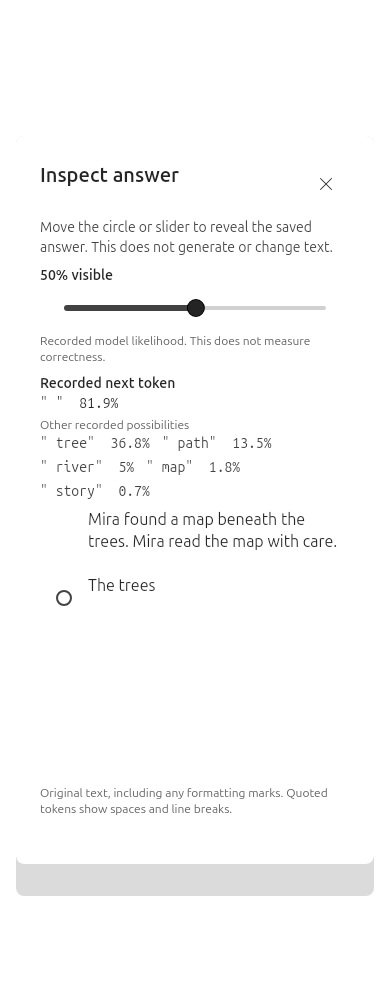 Inspect answer
Move the circle or slider to reveal the saved
answer. This does not generate or change text.
50% visible
Recorded model likelihood. This does not measure
correctness.
Recorded next token
" " 81.9%
Other recorded possibilities
" tree" 36.8% " path" 13.5%
" river" 5% " map" 1.8%
" story" 0.7%
Mira found a map beneath the
trees. Mira read the map with care.
The trees
Original text, including any formatting marks. Quoted
tokens show spaces and line breaks.